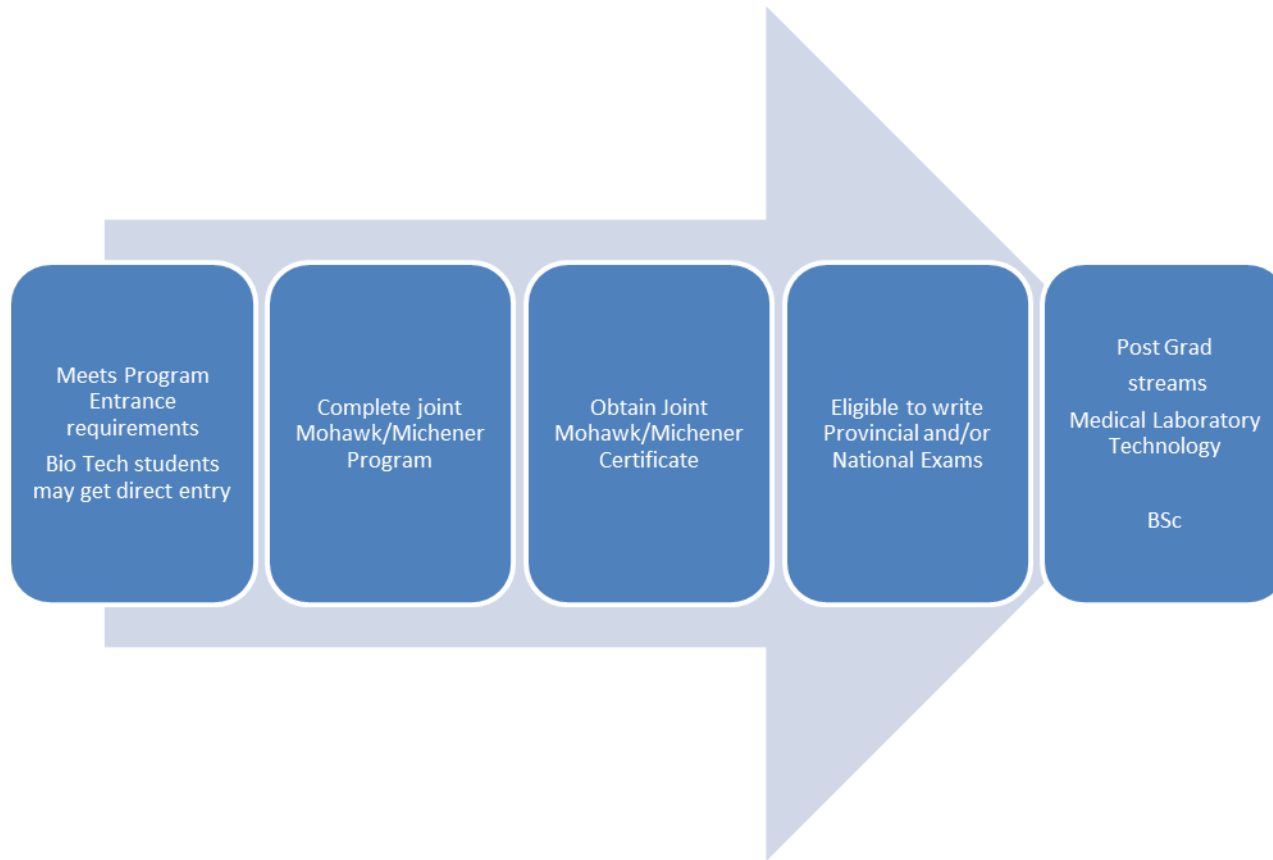 Meets Program
Entrance
requirements
Bio Tech students
may get direct entry
Complete joint
Mohawk/Michener
Program
Obtain Joint
Mohawk/Michener
Certificate
Eligible to write
Provincial and/or
National Exams
Post Grad
streams
Medical Laboratory
Technology
BSc